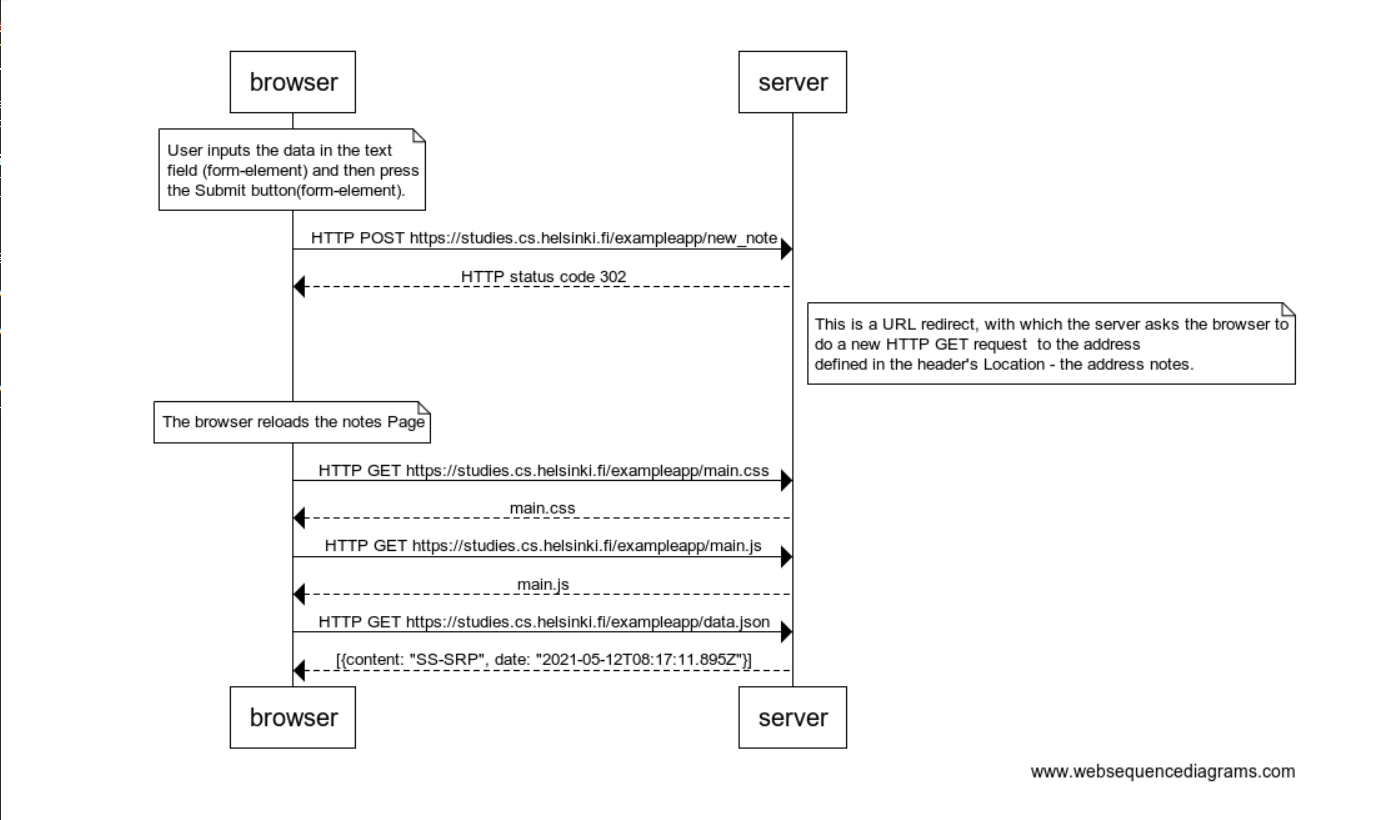 browser
server
User inputs the data in the text
field (form-element) and then press
the Submit button(form-element).
HTTP POST https://studies.cs.helsinki.fi/exampleapp/new_note
HTTP status code 302
This is a URL redirect, with which the server asks the browser to
do a new HTTP GET request  to the address
defined in the header's Location - the address notes.
The browser reloads the notes Page
HTTP GET https://studies.cs.helsinki.fi/exampleapp/main.css
main.css
HTTP GET https://studies.cs.helsinki.fi/exampleapp/main.js
main.js
HTTP GET https://studies.cs.helsinki.fi/exampleapp/data.json
[{content: "SS-SRP", date: "2021-05-12T08:17:11.895Z"}]
browser
server
www.websequencediagrams.com